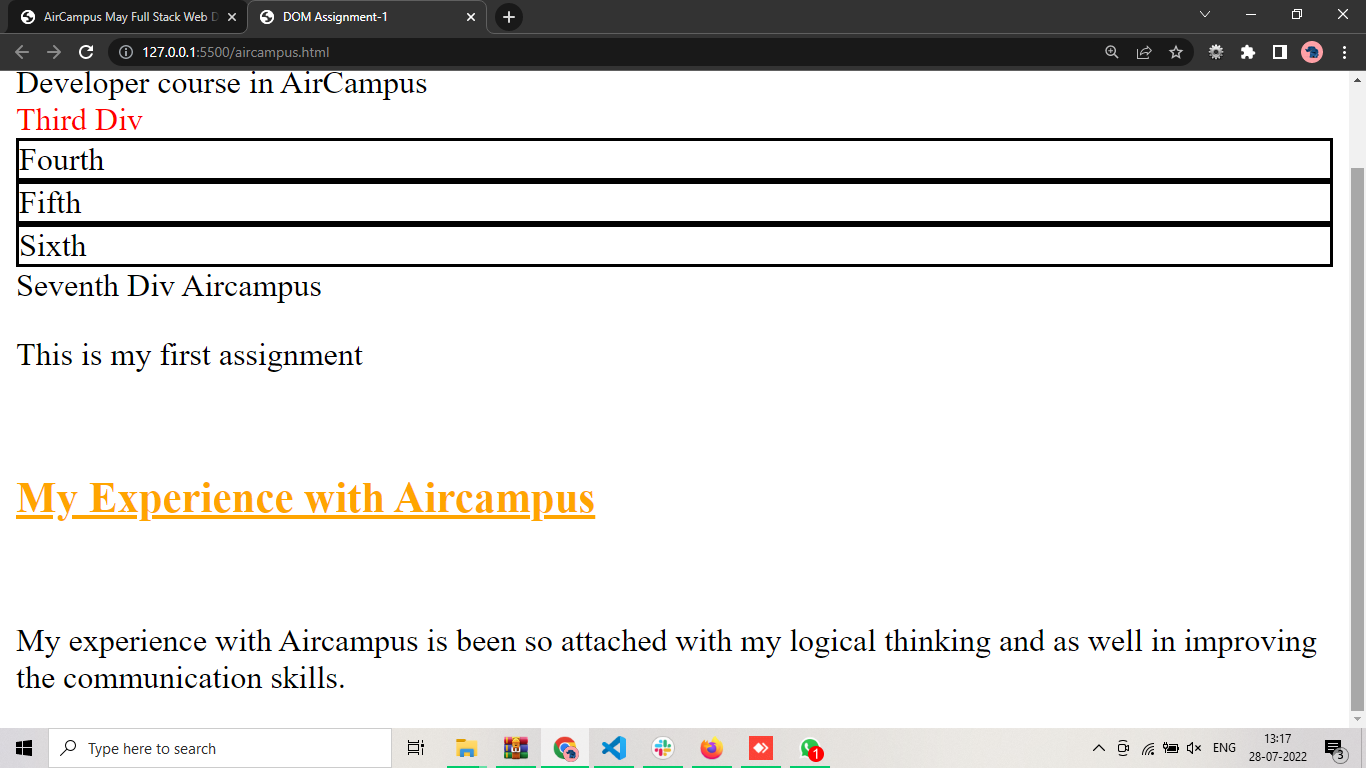 AirCampus May Full Stack Web D
DOM Assignment-1
127.0.0.1:5500/aircampus.html
Developer course in AirCampus
Third Div
Fourth
Fifth
Sixth
Seventh Div Aircampus
This is my first assignment
My Experience with Aircampus
My experience with Aircampus is been so attached with my logical thinking and as well in improving
the communication skills.
Type here to search
1
ENG
13:17
28-07-2022
3